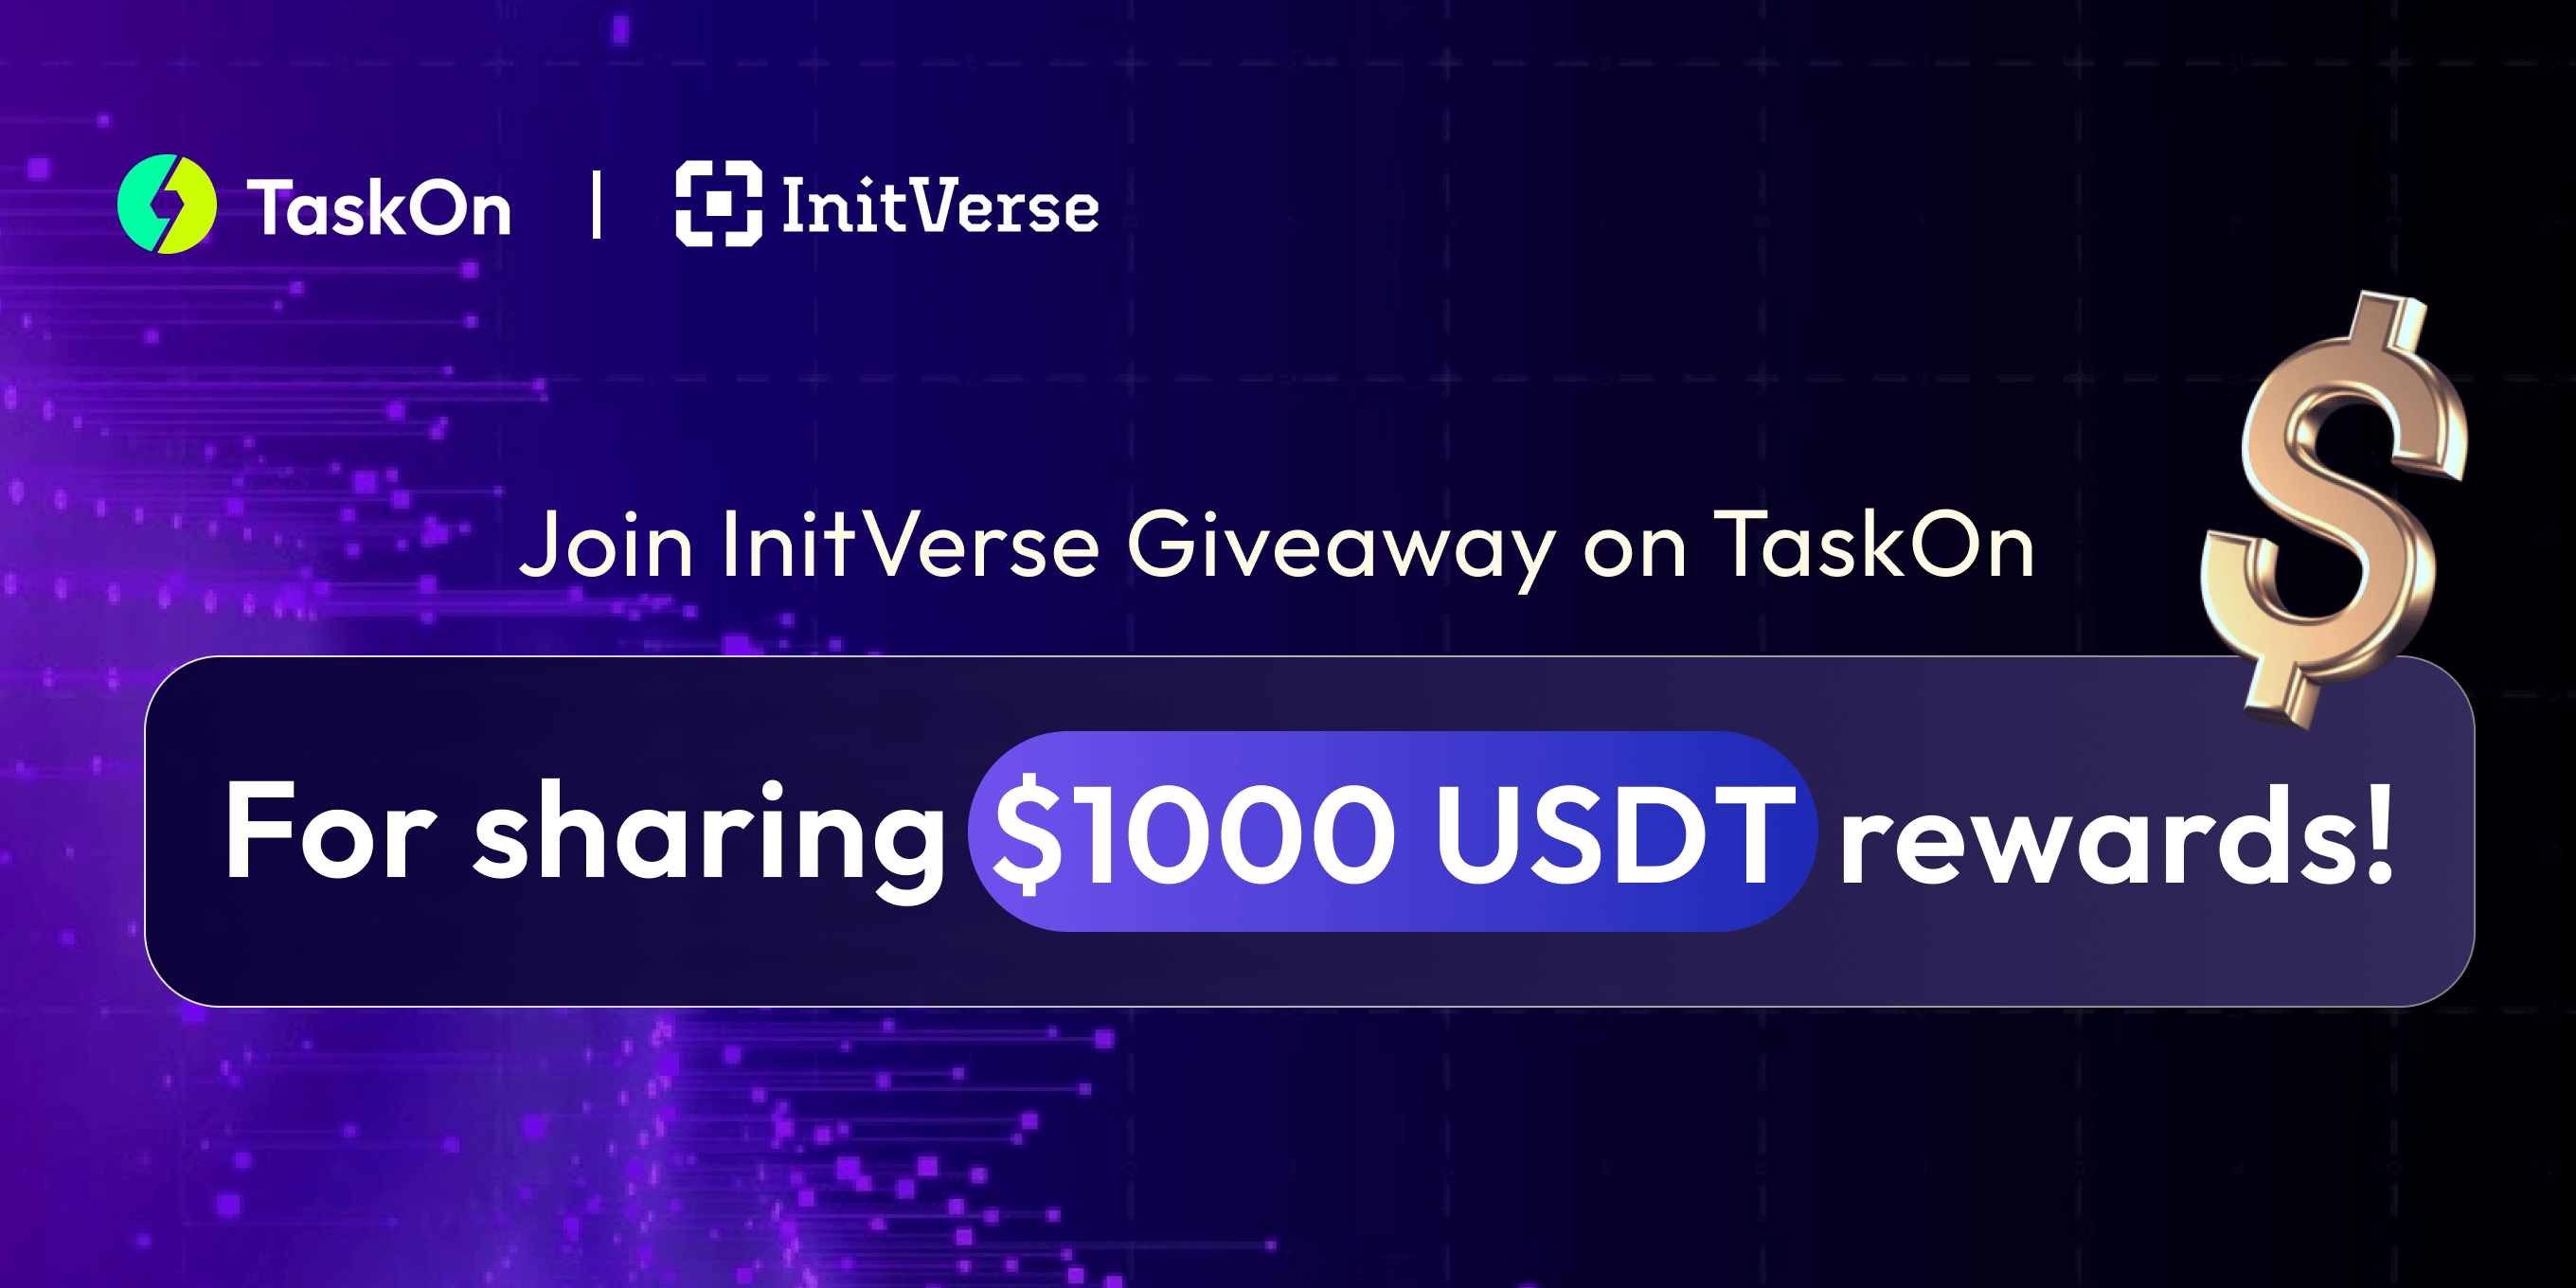 TaskOn | InitVerse
Join InitVerse Giveaway on TaskOn
For sharing $1000 USDT rewards!